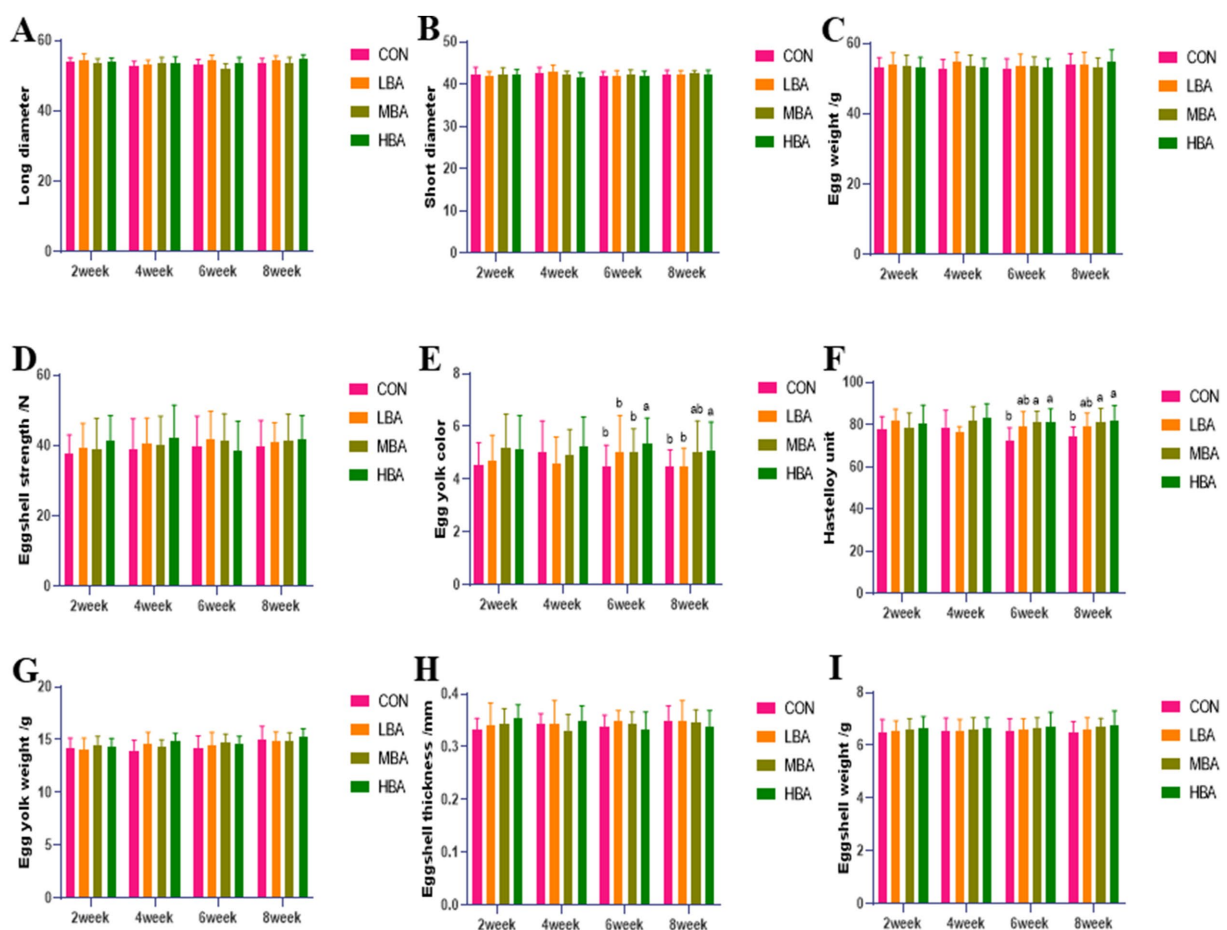 A
Long diameter
60
40
20
0
2week 4week 6week 8week
CON
LBA
MBA
HBA
B
Short diameter
50
40
30
20
10
0
2week 4week 6week 8week
CON
LBA
MBA
HBA
C
Egg weight /g
60
40
20
0
2week 4week 6week 8week
CON
LBA
MBA
HBA
D
Eggshell strength /N
60
40
20
0
2week 4week 6week 8week
CON
LBA
MBA
HBA
E
Egg yolk color
8
6
4
2
0
b b b a
b b ab a
2week 4week 6week 8week
CON
LBA
MBA
HBA
F
Hastelloy unit
100
80
60
40
20
0
b ab a a
b ab a a
2week 4week 6week 8week
CON
LBA
MBA
HBA
G
Egg yolk weight /g
20
15
10
5
0
2week 4week 6week 8week
CON
LBA
MBA
HBA
H
Eggshell thickness /mm
0.4
0.3
0.2
0.1
0.0
2week 4week 6week 8week
CON
LBA
MBA
HBA
I
Eggshell weight /g
8
6
4
2
0
2week 4week 6week 8week
CON
LBA
MBA
HBA